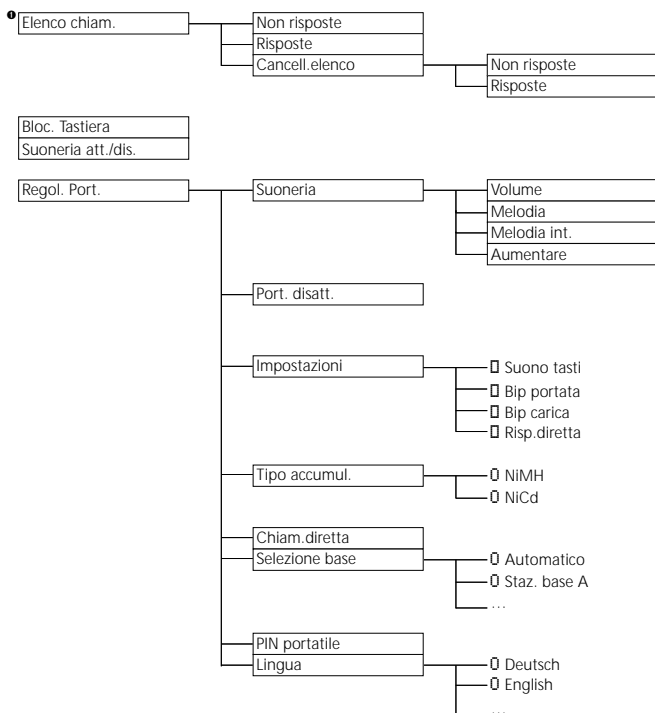 ❶ Elenco chiam. Non risposte
Risposte
Cancell.elenco Non risposte
Risposte
Bloc. Tastiera
Suoneria att./dis.
Regol. Port. Suoneria Volume
Melodia
Melodia int.
Aumentare
Port. disatt.
Impostazioni Suono tasti
Bip portata
Bip carica
Risp.diretta
Tipo accumul. NiMH
NiCd
Chiam.diretta
Selezione base Automatico
Staz. base A
...
PIN portatile
Lingua Deutsch
English
...